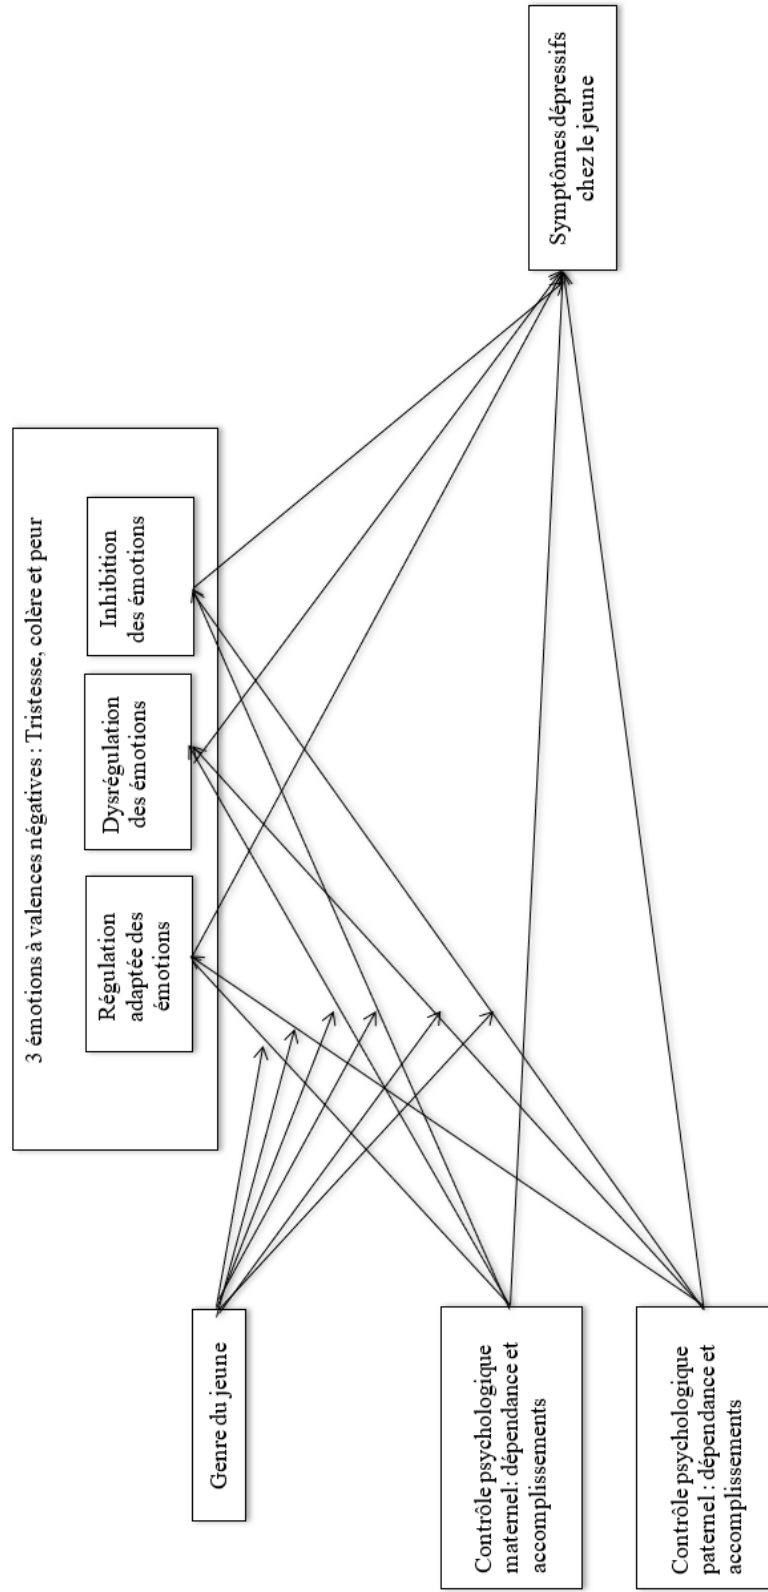 3 émotions à valences négatives : Tristesse, colère et peur
Régulation
adaptée des
émotions
Dysrégulation
des émotions
Inhibition
des émotions
Genre du jeune
Contrôle psychologique
maternel: dépendance et
accomplissements
Contrôle psychologique
paternel : dépendance et
accomplissements
Symptômes dépressifs
chez le jeune